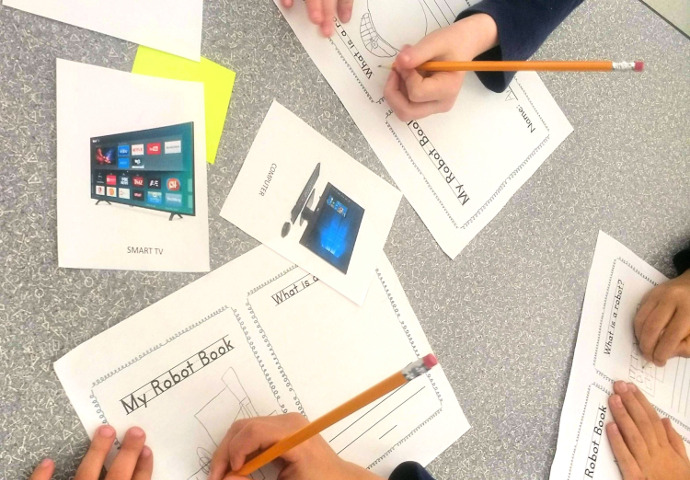 SMART TV
COMPUTER
What is a
My Robot Book
Name:
My Robot Book
What is a
What is a robot?
Robot Book